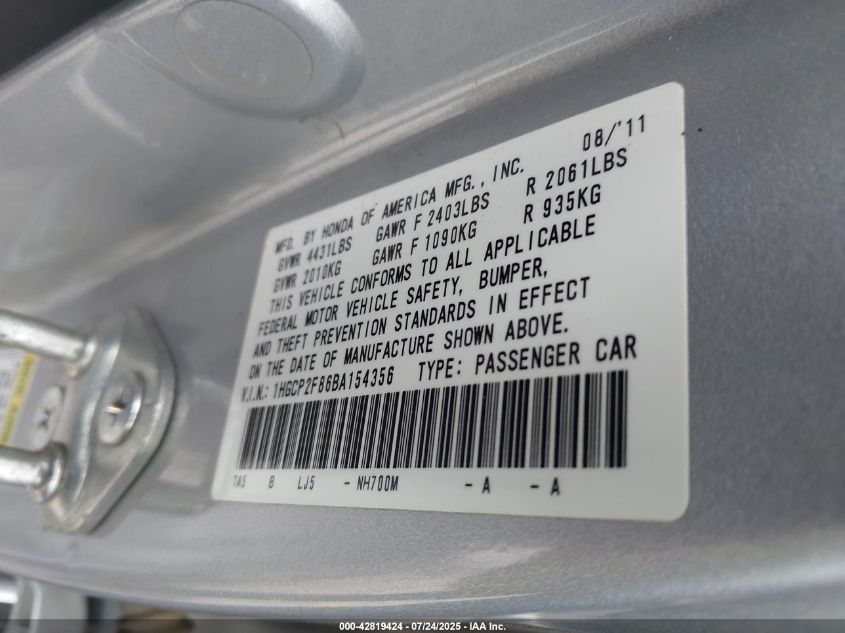 MFD. BY HONDA OF AMERICA MFG., INC. 08/'11
GVWR 4431LBS GAWR F 2403LBS R 2061LBS
GVWR 2010KG GAWR F 1090KG R 935KG
THIS VEHICLE CONFORMS TO ALL APPLICABLE
FEDERAL MOTOR VEHICLE SAFETY, BUMPER,
AND THEFT PREVENTION STANDARDS IN EFFECT
ON THE DATE OF MANUFACTURE SHOWN ABOVE.
V.I.N.: 1HGCP2F86BA154356 TYPE: PASSENGER CAR
TA5 B LJ5 - NH700M - A - A
000-42819424 - 07/24/2025 - IAA Inc.